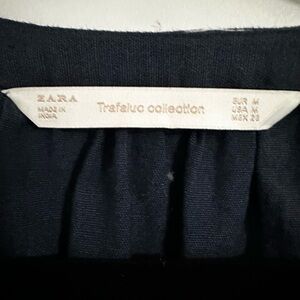 ZARA
MADE IN
INDIA
Trafaluc collection
EUR M
USA M
MEX 28